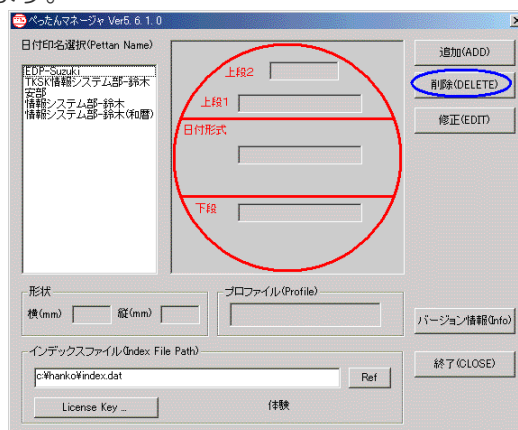 ます。
ぺったんマネージャ Ver5. 6. 1. 0
日付印名選択(Pettan Name)
EDP-Suzuki
TKSK情報システム部-鈴木
安部
情報システム部-鈴木
情報システム部-鈴木(和暦)
上段2
上段1
日付形式
下段
追加(ADD)
削除(DELETE)
修正(EDIT)
形状
横(mm)
縦(mm)
プロファイル(Profile)
バージョン情報(Info)
インデックスファイル(Index File Path)
c:¥hanko¥index.dat
Ref
終了(CLOSE)
License Key ...
体験